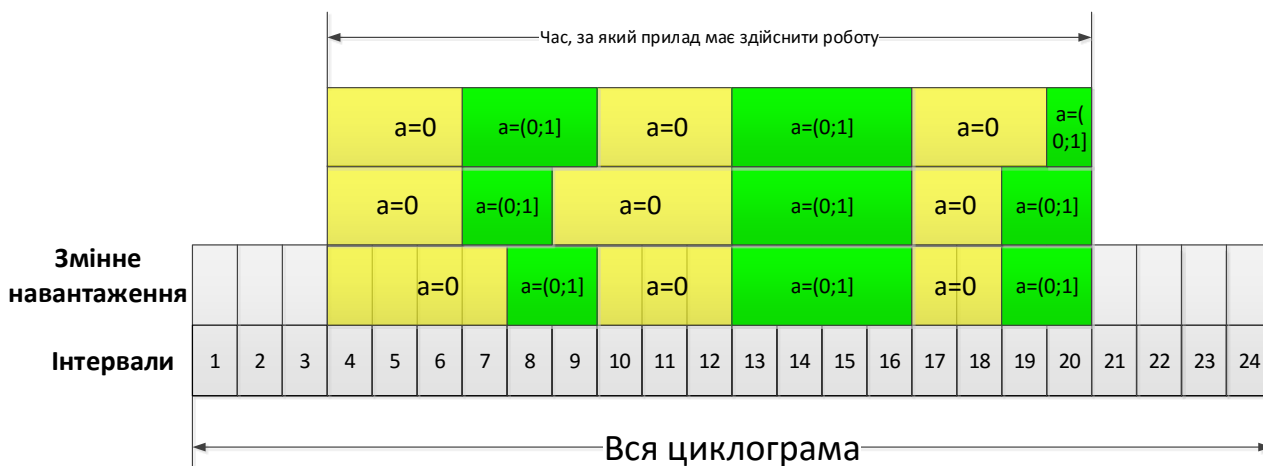 Час, за який прилад має здійснити роботу
a=0 a=(0;1] a=0 a=(0;1] a=0 a=(
0;1]
a=0 a=(0;1] a=0 a=(0;1] a=0 a=(0;1]
Змінне
навантаження
a=0 a=(0;1] a=0 a=(0;1] a=0 a=(0;1]
Інтервали 1 2 3 4 5 6 7 8 9 10 11 12 13 14 15 16 17 18 19 20 21 22 23 24
Вся циклограма